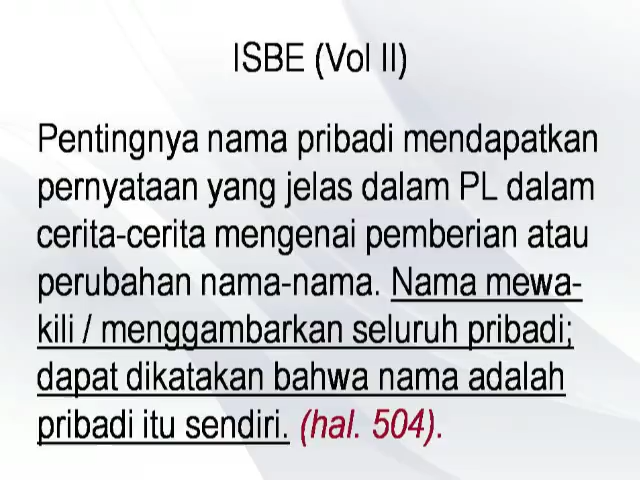 ISBE (Vol II)
Pentingnya nama pribadi mendapatkan
pernyataan yang jelas dalam PL dalam
cerita-cerita mengenai pemberian atau
perubahan nama-nama. Nama mewa-
kili / menggambarkan seluruh pribadi;
dapat dikatakan bahwa nama adalah
pribadi itu sendiri. (hal. 504).